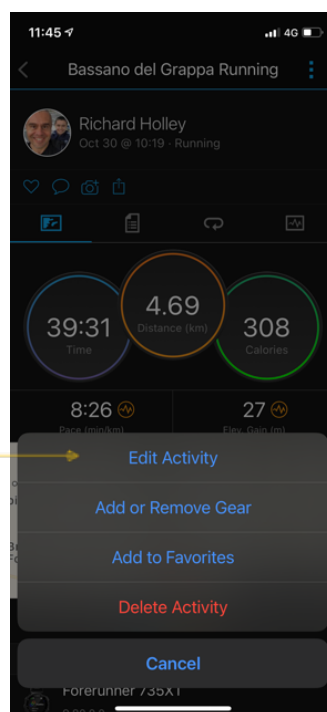 11:45
4G
Bassano del Grappa Running
Richard Holley
Oct 30 @ 10:19 · Running
39:31
Time
4.69
Distance (km)
308
Calories
8:26
Pace (min/km)
27
Elev. Gain (m)
Edit Activity
Add or Remove Gear
Add to Favorites
Delete Activity
Cancel
Forerunner 735XT